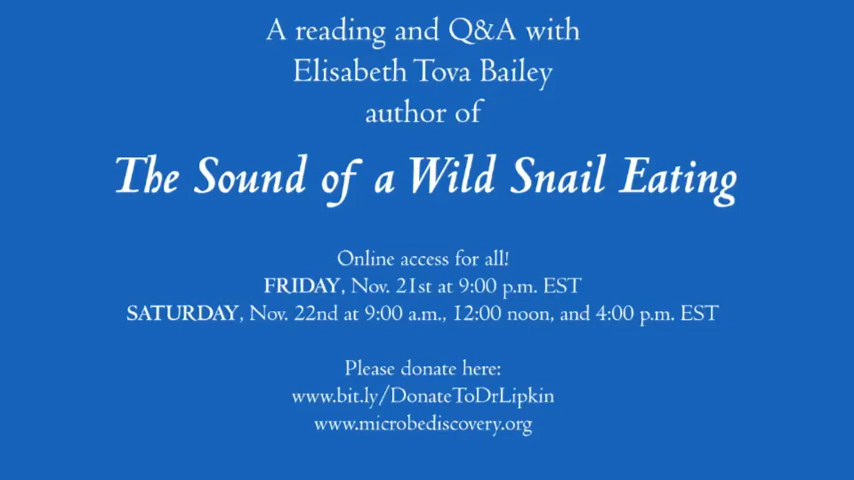 A reading and Q&A with
Elisabeth Tova Bailey
author of
The Sound of a Wild Snail Eating
Online access for all!
FRIDAY, Nov. 21st at 9:00 p.m. EST
SATURDAY, Nov. 22nd at 9:00 a.m., 12:00 noon, and 4:00 p.m. EST
Please donate here:
www.bit.ly/DonateToDrLipkin
www.microbediscovery.org